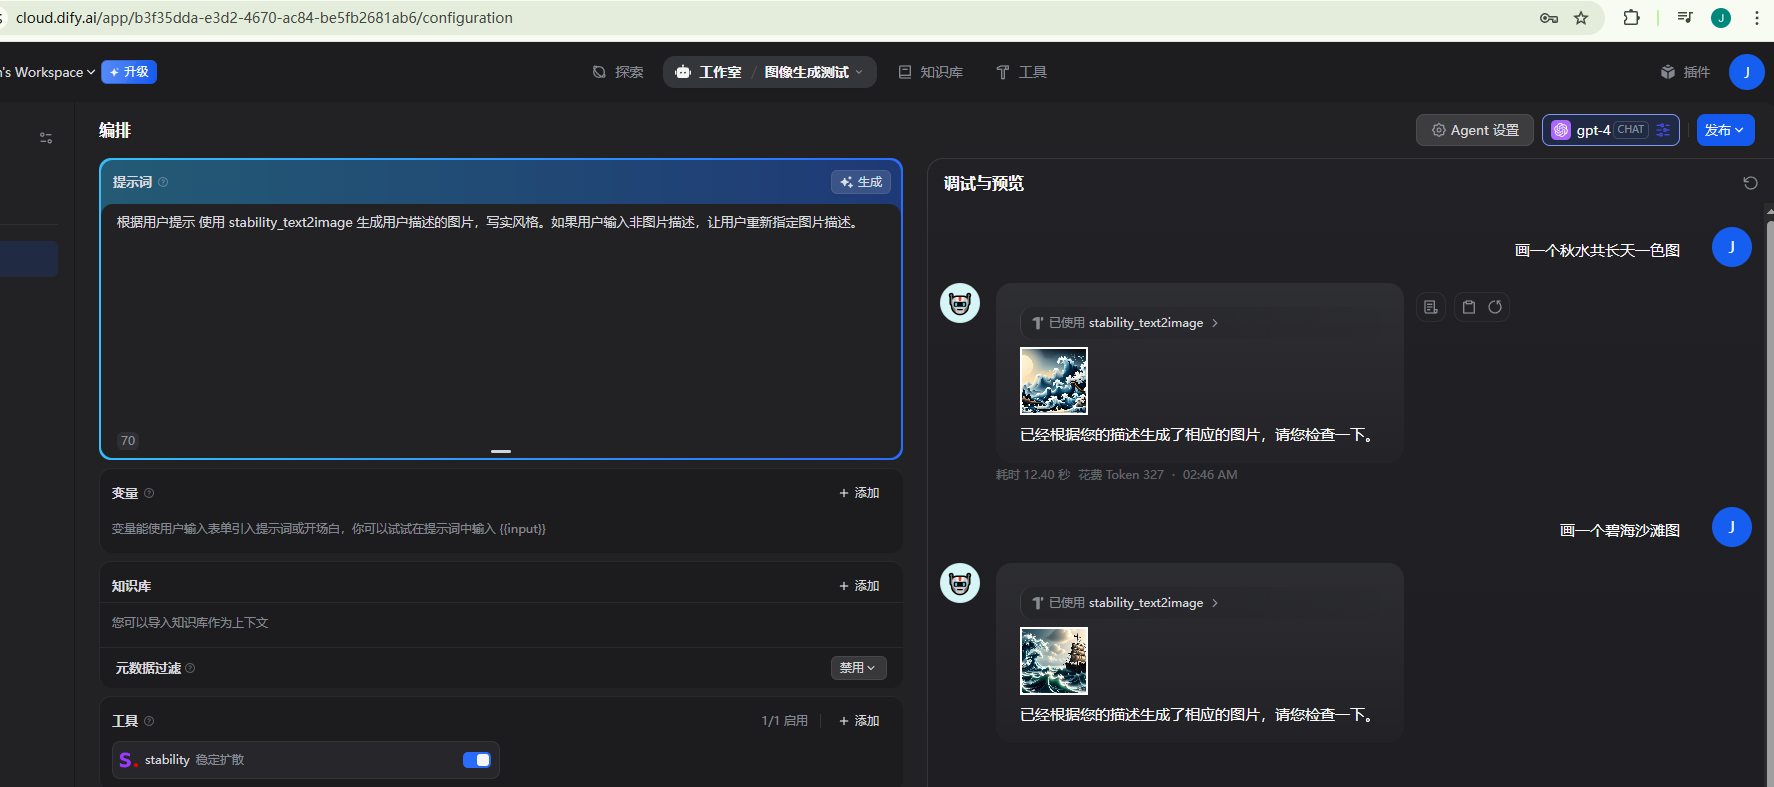 cloud.dify.ai/app/b3f35dda-e3d2-4670-ac84-be5fb2681ab6/configuration
J
's Workspace
升级
探索
工作室 / 图像生成测试
知识库
工具
插件
J
编排
Agent 设置
gpt-4 CHAT
发布
提示词
生成
根据用户提示 使用 stability_text2image 生成用户描述的图片，写实风格。如果用户输入非图片描述，让用户重新指定图片描述。
70
变量
+ 添加
变量能使用户输入表单引入提示词或开场白，你可以试试在提示词中输入 {{input}}
知识库
+ 添加
您可以导入知识库作为上下文
元数据过滤
禁用
工具
1/1 启用
+ 添加
S. stability 稳定扩散
调试与预览
画一个秋水共长天一色图
J
已使用 stability_text2image
已经根据您的描述生成了相应的图片，请您检查一下。
耗时 12.40 秒 花费 Token 327 · 02:46 AM
画一个碧海沙滩图
J
已使用 stability_text2image
已经根据您的描述生成了相应的图片，请您检查一下。